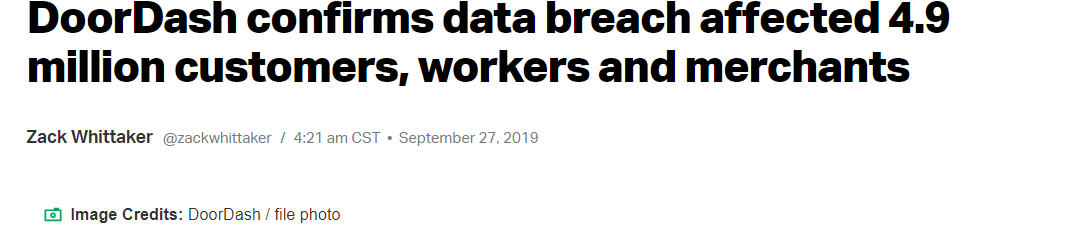 DoorDash confirms data breach affected 4.9
million customers, workers and merchants
Zack Whittaker @zackwhittaker / 4:21 am CST • September 27, 2019
Image Credits: DoorDash / file photo